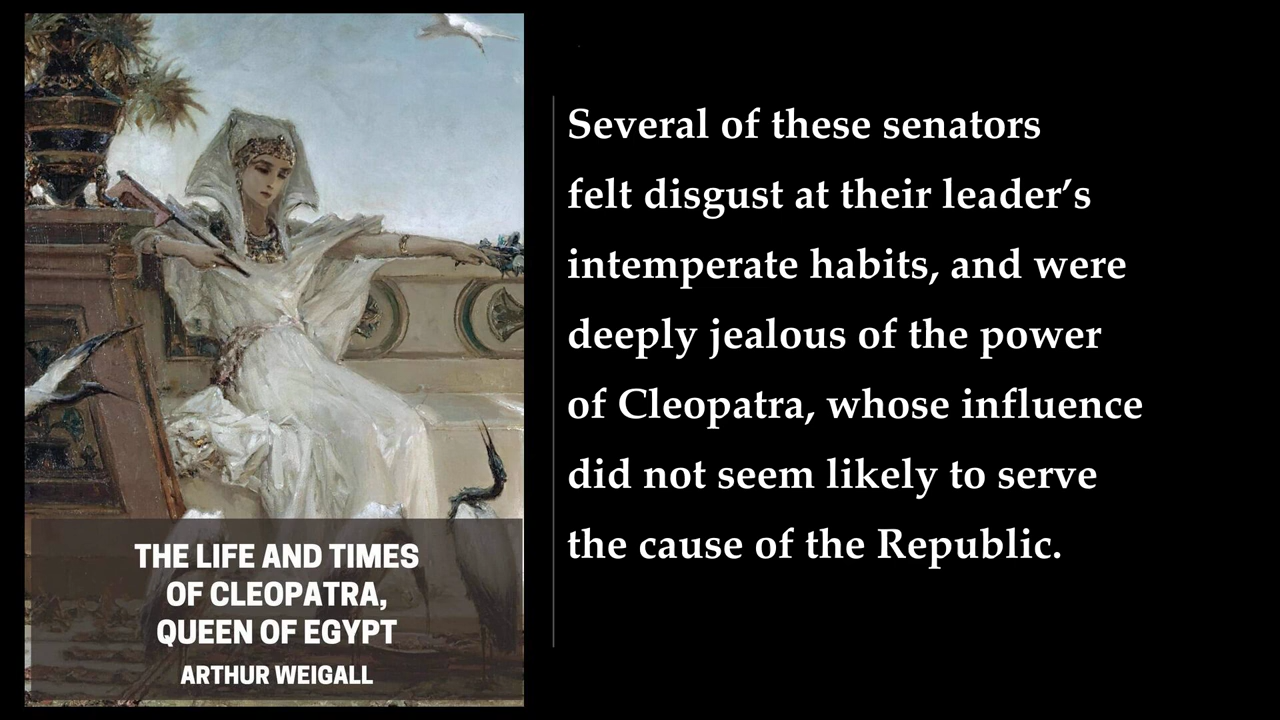 THE LIFE AND TIMES
OF CLEOPATRA,
QUEEN OF EGYPT
ARTHUR WEIGALL
Several of these senators
felt disgust at their leader’s
intemperate habits, and were
deeply jealous of the power
of Cleopatra, whose influence
did not seem likely to serve
the cause of the Republic.